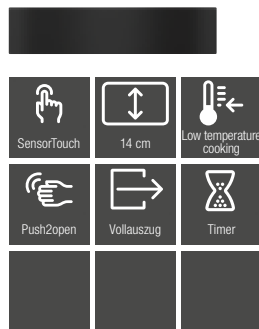 SensorTouch
14 cm
Low temperature
cooking
Push2open
Vollauszug
Timer